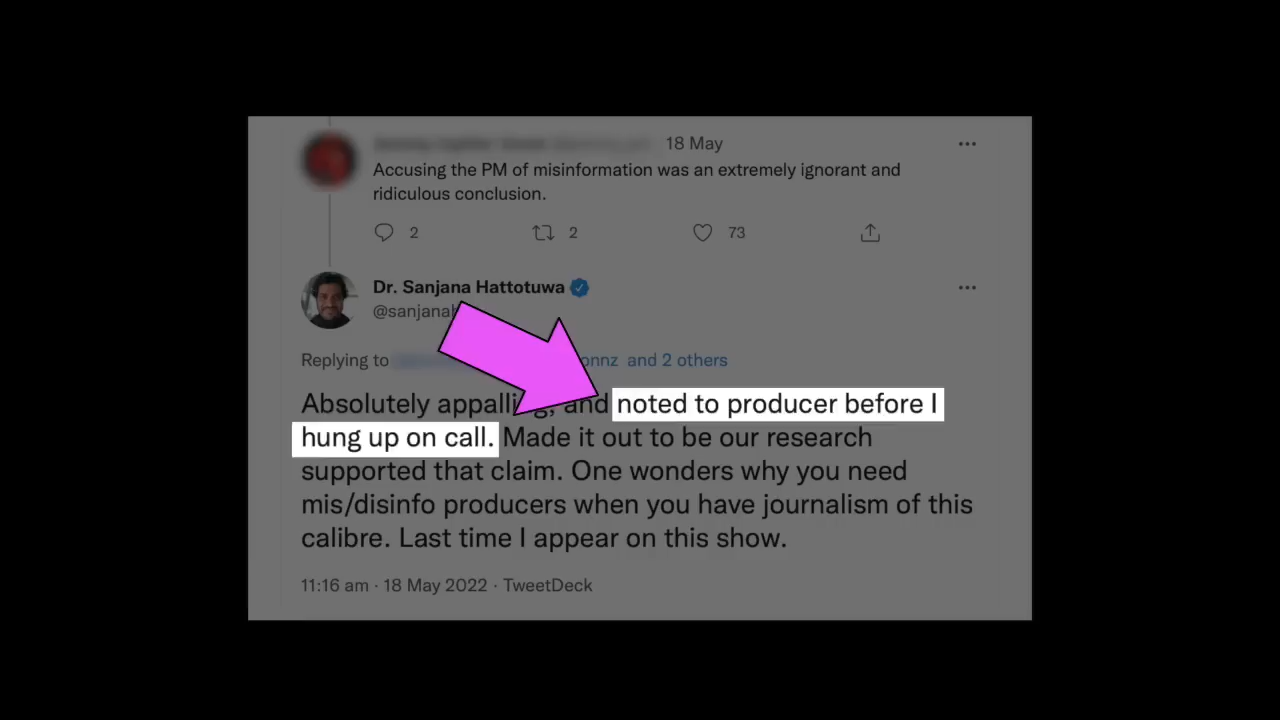 18 May
Accusing the PM of misinformation was an extremely ignorant and
ridiculous conclusion.
2 2 73
Dr. Sanjana Hattotuwa
Replying to and 2 others
Absolutely appalling, and noted to producer before I
hung up on call. Made it out to be our research
supported that claim. One wonders why you need
mis/disinfo producers when you have journalism of this
calibre. Last time I appear on this show.
11:16 am · 18 May 2022 · TweetDeck